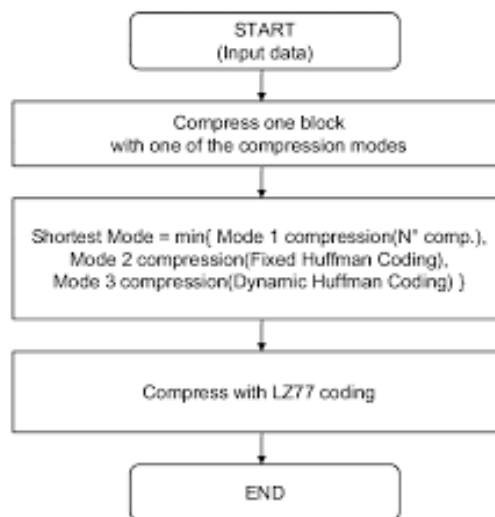 START
(Input data)
Compress one block
with one of the compression modes
Shortest Mode = min{ Mode 1 compression(N° comp.),
Mode 2 compression(Fixed Huffman Coding),
Mode 3 compression(Dynamic Huffman Coding) }
Compress with LZ77 coding
END